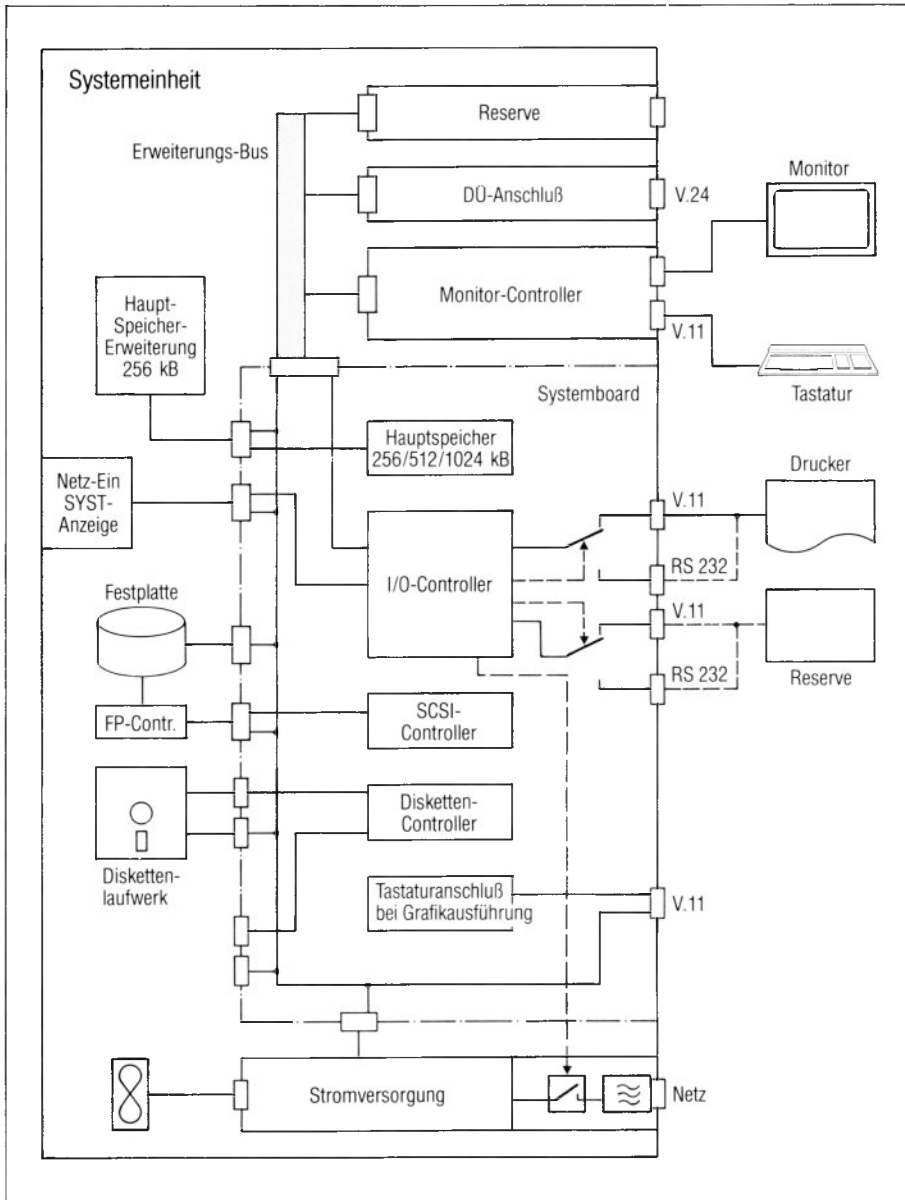 Systemeinheit
Reserve
Erweiterungs-Bus
Monitor
DÜ-Anschluß
V.24
Monitor-Controller
Haupt-
Speicher-
Erweiterung
256 kB
V.11
Systemboard
Tastatur
Hauptspeicher
256/512/1024 kB
Drucker
Netz-Ein
SYST-
Anzeige
V.11
I/O-Controller
RS 232
Festplatte
V.11
RS 232
Reserve
FP-Contr.
SCSI-
Controller
Disketten-
Controller
Disketten-
laufwerk
Tastaturanschluß
bei Grafikausführung
V.11
Stromversorgung
Netz